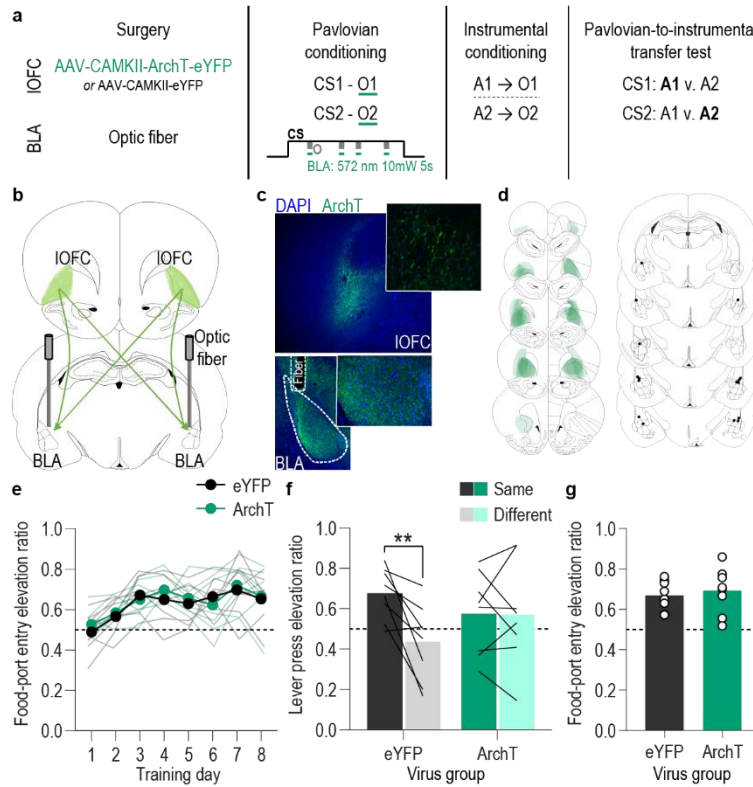 a
Surgery
Pavlovian
conditioning
Instrumental
conditioning
Pavlovian-to-instrumenta
transfer test
lOFC
AAV-CAMKII-ArchT-eYFP
or AAV-CAMKII-eYFP
CS1 - O1
CS2 - O2
A1 → O1
A2 → O2
CS1: A1 v. A2
CS2: A1 v. A2
BLA
Optic fiber
CS
O
BLA: 572 nm 10mW 5s
b
lOFC
lOFC
Optic
fiber
BLA
BLA
c
DAPI ArchT
lOFC
Fiber
BLA
d
e
eYFP
ArchT
Food-port entry elevation ratio
1.0
0.8
0.6
0.4
0.2
0.0
1 2 3 4 5 6 7 8
Training day
f
Same
Different
**
Lever press elevation ratio
1.0
0.8
0.6
0.4
0.2
0.0
eYFP ArchT
Virus group
g
Food-port entry elevation ratio
1.0
0.8
0.6
0.4
0.2
0.0
eYFP ArchT
Virus group